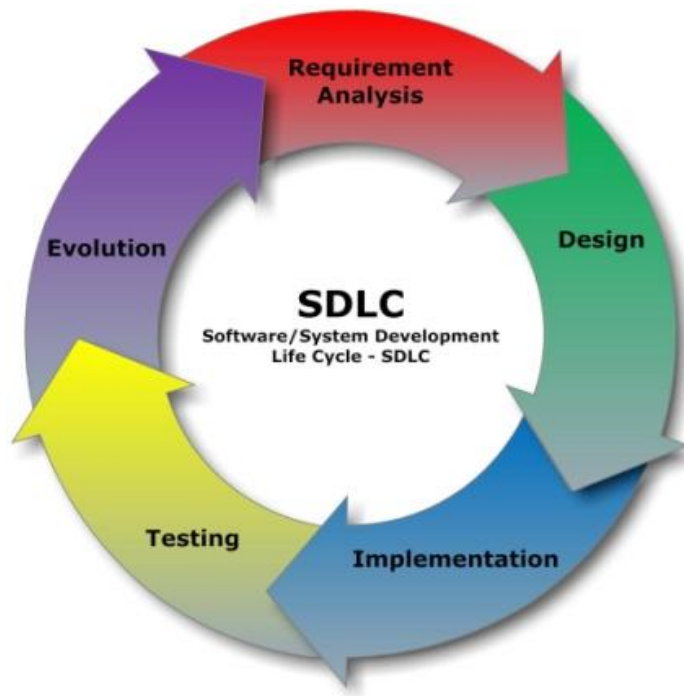 Requirement
Analysis
Design
Implementation
Testing
Evolution
SDLC
Software/System Development
Life Cycle - SDLC